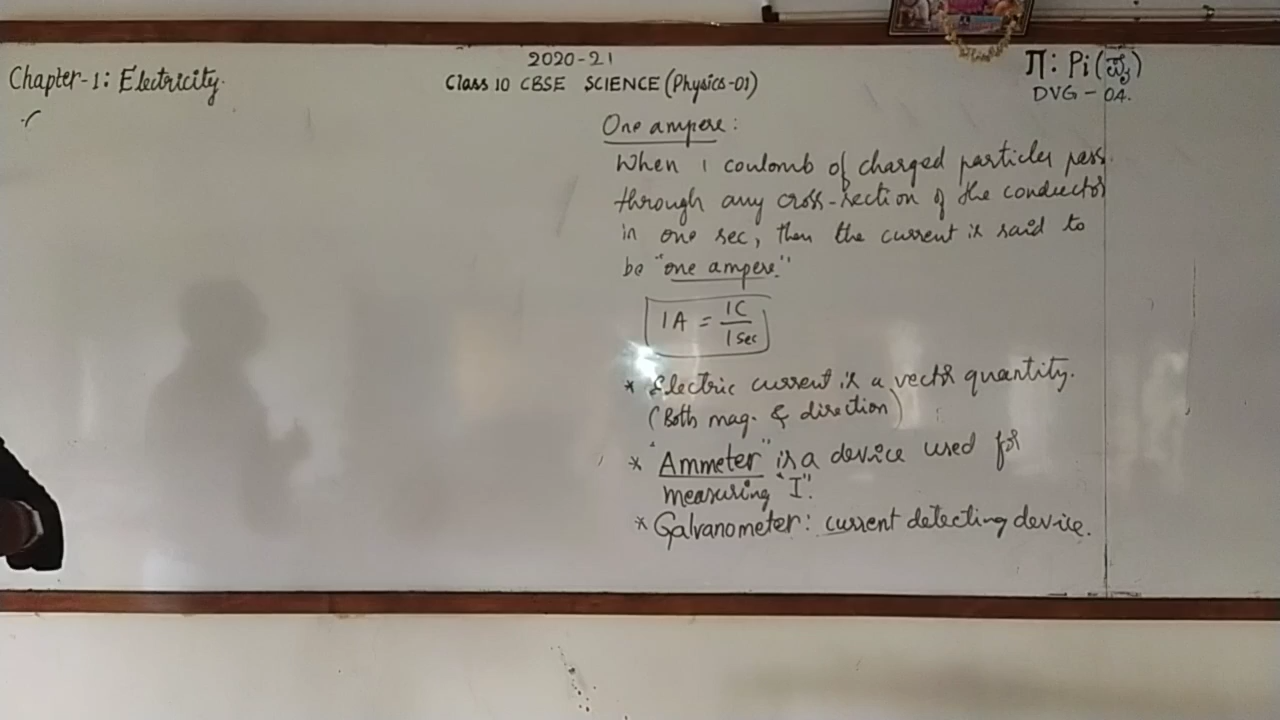 2020-21
Chapter-1: Electricity.
Class 10 CBSE SCIENCE (Physics-01)
Π: Pi (ಪೈ)
DVG - 04.
One ampere:
When 1 coulomb of charged particles pass
through any cross-section of the conductor
in one sec, then the current is said to
be "one ampere."
1A = 1C / 1 sec
* Electric current is a vector quantity.
(Both mag. & direction)
* "Ammeter" is a device used for
measuring "I".
* Galvanometer: current detecting device.